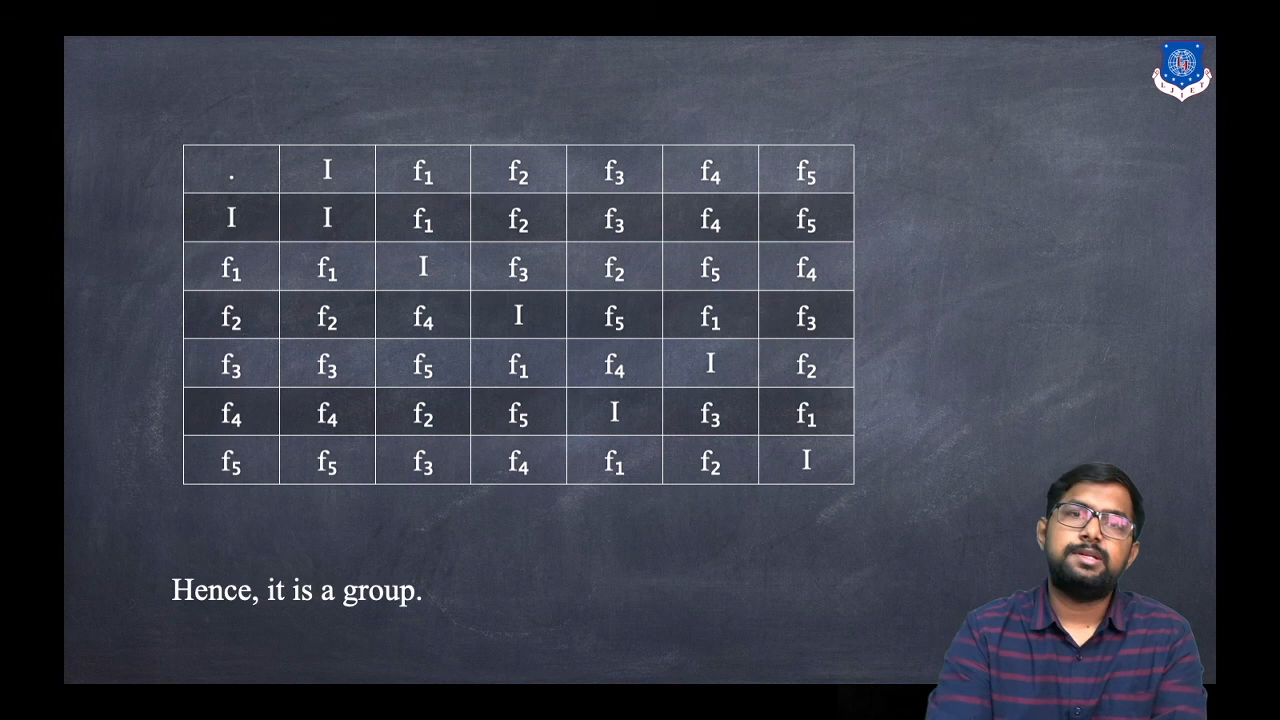 . I f₁ f₂ f₃ f₄ f₅
I I f₁ f₂ f₃ f₄ f₅
f₁ f₁ I f₃ f₂ f₅ f₄
f₂ f₂ f₄ I f₅ f₁ f₃
f₃ f₃ f₅ f₁ f₄ I f₂
f₄ f₄ f₂ f₅ I f₃ f₁
f₅ f₅ f₃ f₄ f₁ f₂ I
Hence, it is a group.